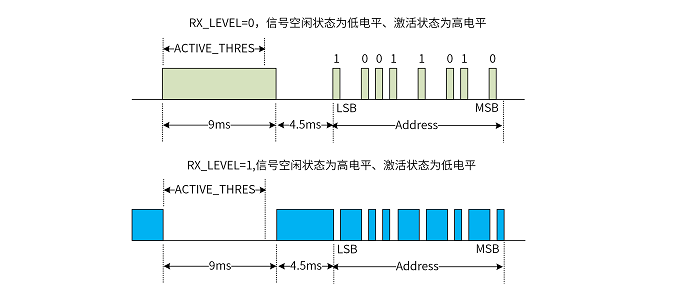 RX_LEVEL=0，信号空闲状态为低电平、激活状态为高电平
ACTIVE_THRES
1 0 0 1 1 0 1 0
LSB MSB
9ms 4.5ms Address
RX_LEVEL=1,信号空闲状态为高电平、激活状态为低电平
ACTIVE_THRES
LSB MSB
9ms 4.5ms Address